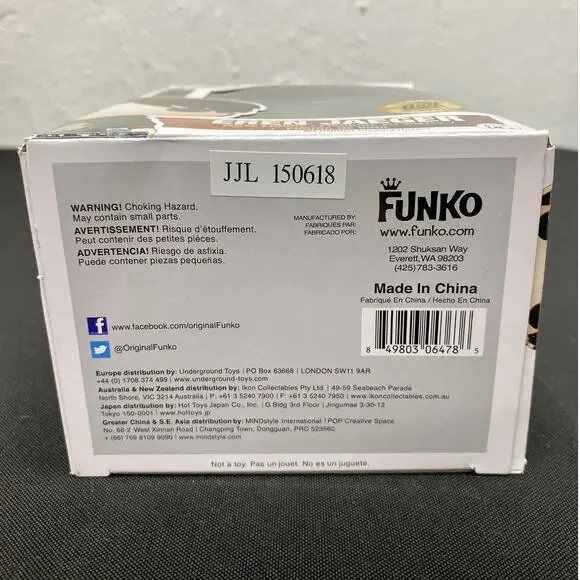 EREN JAEGER
JJL 150618
WARNING! Choking Hazard.
May contain small parts.
AVERTISSEMENT! Risque d'étouffement.
Peut contenir des petites pièces.
ADVERTENCIA! Riesgo de asfixia.
Puede contener piezas pequeñas.
MANUFACTURED BY:
FABRIQUÉS PAR:
FABRICADO POR:
FUNKO
www.funko.com
1202 Shuksan Way
Everett, WA 98203
(425) 783-3616
Made In China
Fabriqué En China / Hecho En China
8 49803 06478 5
www.facebook.com/originalFunko
@OriginalFunko
Europe distribution by: Underground Toys | PO Box 63668 | LONDON SW11 9AR
+44 (0) 1708 374 499 | www.underground-toys.com
Australia & New Zealand distribution by: Ikon Collectables Pty Ltd | 49-59 Seabeach Parade
North Shore, VIC 3214 Australia | P: +61 3 5240 7900 | F: +61 3 5240 7950 | www.ikoncollectables.com.au
Japan distribution by: Hot Toys Japan Co., Inc. | G Bldg 3rd Floor | Jingumae 3-30-12
Tokyo 150-0001 | www.hottoys.jp
Greater China & S.E. Asia distribution by: MINDstyle International | POP Creative Space
No. 66-2 West Xinnan Road | Changping Town, Dongguan, PRC 523560
+ (86) 769 8109 9090 | www.mindstyle.com
Not a toy. Pas un jouet. No es un juguete.